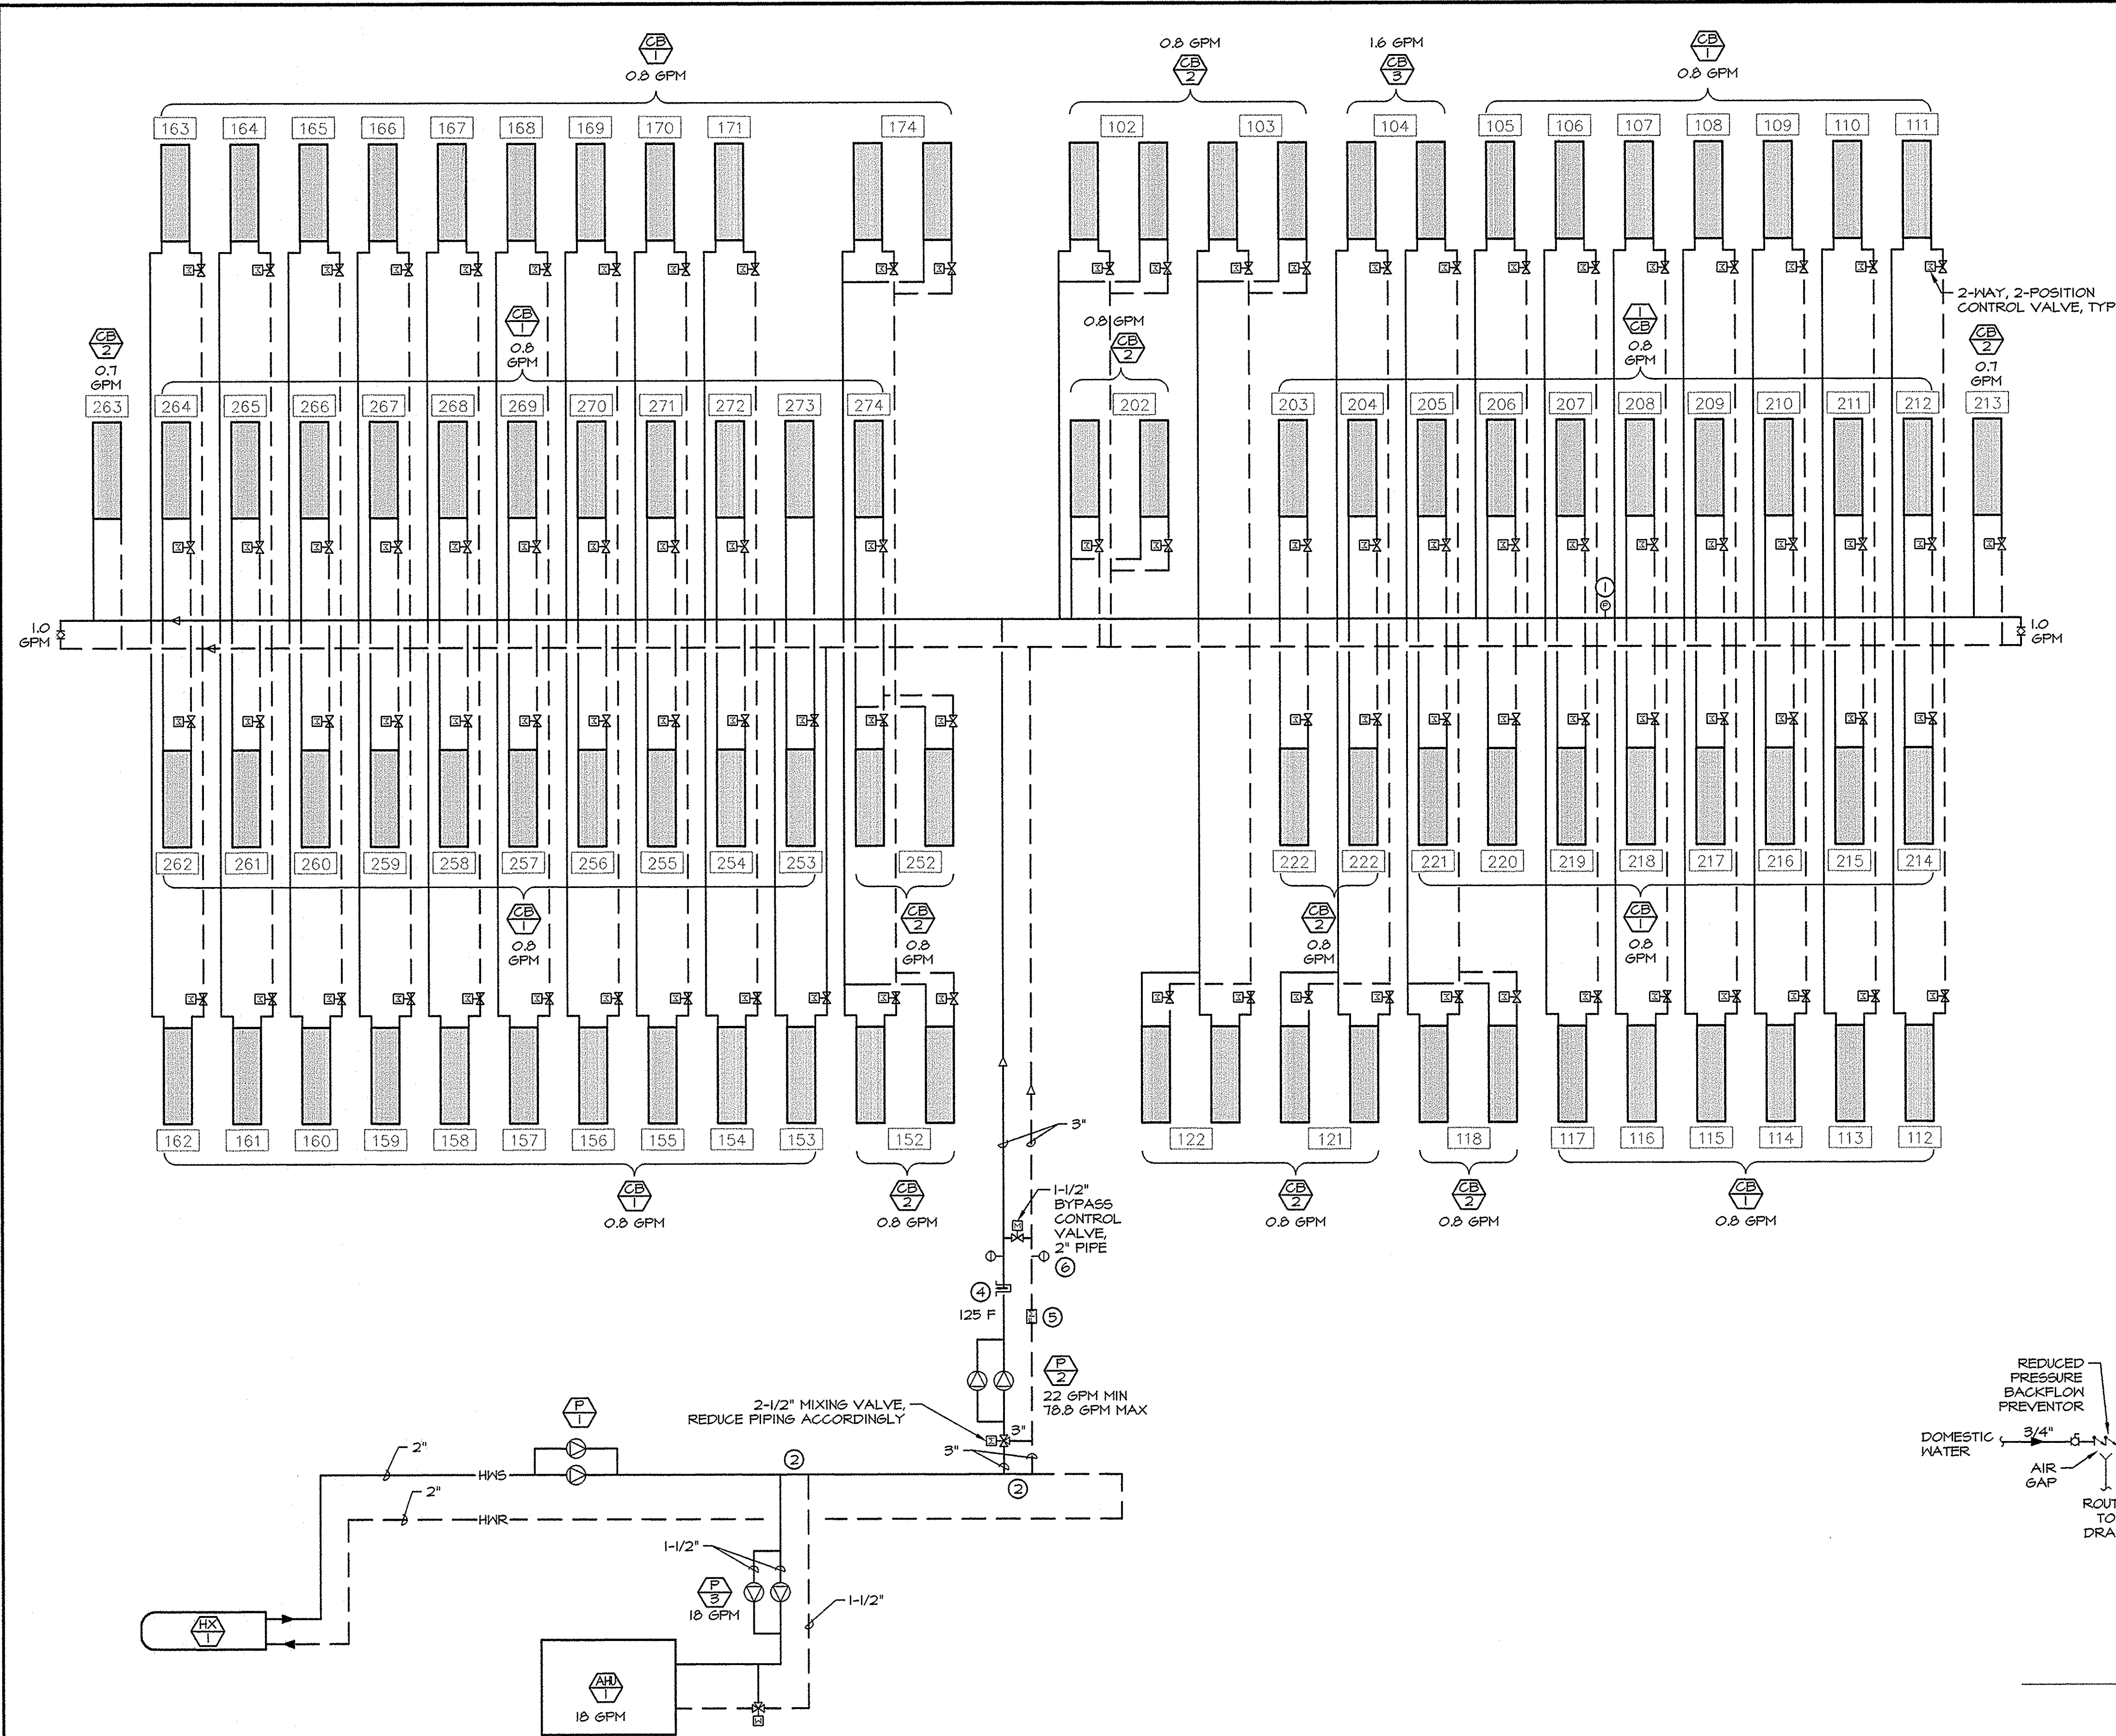 CB
1
0.8 GPM
0.8 GPM
CB
2
1.6 GPM
CB
3
CB
1
0.8 GPM
163 164 165 166 167 168 169 170 171 174 102 103 104 105 106 107 108 109 110 111
2-WAY, 2-POSITION
CONTROL VALVE, TYP
CB
2
0.7
GPM
CB
1
0.8
GPM
0.8 GPM
CB
2
1
CB
0.8
GPM
CB
2
0.7
GPM
263 264 265 266 267 268 269 270 271 272 273 274 202 203 204 205 206 207 208 209 210 211 212 213
1
P
1.0
GPM
1.0
GPM
262 261 260 259 258 257 256 255 254 253 252 222 222 221 220 219 218 217 216 215 214
CB
1
0.8
GPM
CB
2
0.8
GPM
CB
2
0.8
GPM
CB
1
0.8
GPM
162 161 160 159 158 157 156 155 154 153 152 122 121 118 117 116 115 114 113 112
CB
1
0.8 GPM
CB
2
0.8 GPM
CB
2
0.8 GPM
CB
2
0.8 GPM
CB
1
0.8 GPM
3"
1-1/2"
BYPASS
CONTROL
VALVE,
2" PIPE
6
4
125 F
5
P
2
22 GPM MIN
78.8 GPM MAX
2-1/2" MIXING VALVE,
REDUCE PIPING ACCORDINGLY
3"
3"
2
P
1
2"
HWS
2
2"
HWR
1-1/2"
P
3
18 GPM
1-1/2"
HX
1
AHU
1
18 GPM
REDUCED
PRESSURE
BACKFLOW
PREVENTOR
DOMESTIC
WATER
3/4"
AIR
GAP
ROUT
TO
DRA